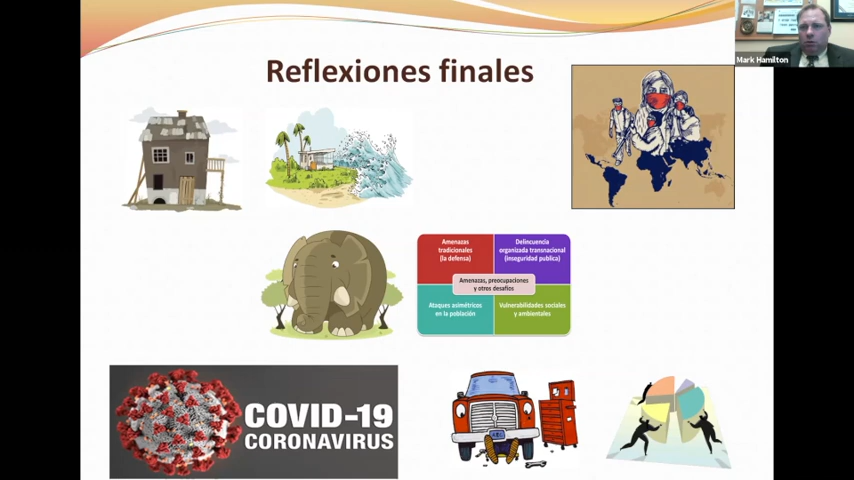 Mark Hamilton
Reflexiones finales
Amenazas
tradicionales
(la defensa)
Delincuencia
organizada transnacional
(inseguridad publica)
Amenazas, preocupaciones
y otros desafíos
Ataques asimétricos
en la población
Vulnerabilidades sociales
y ambientales
COVID-19
CORONAVIRUS